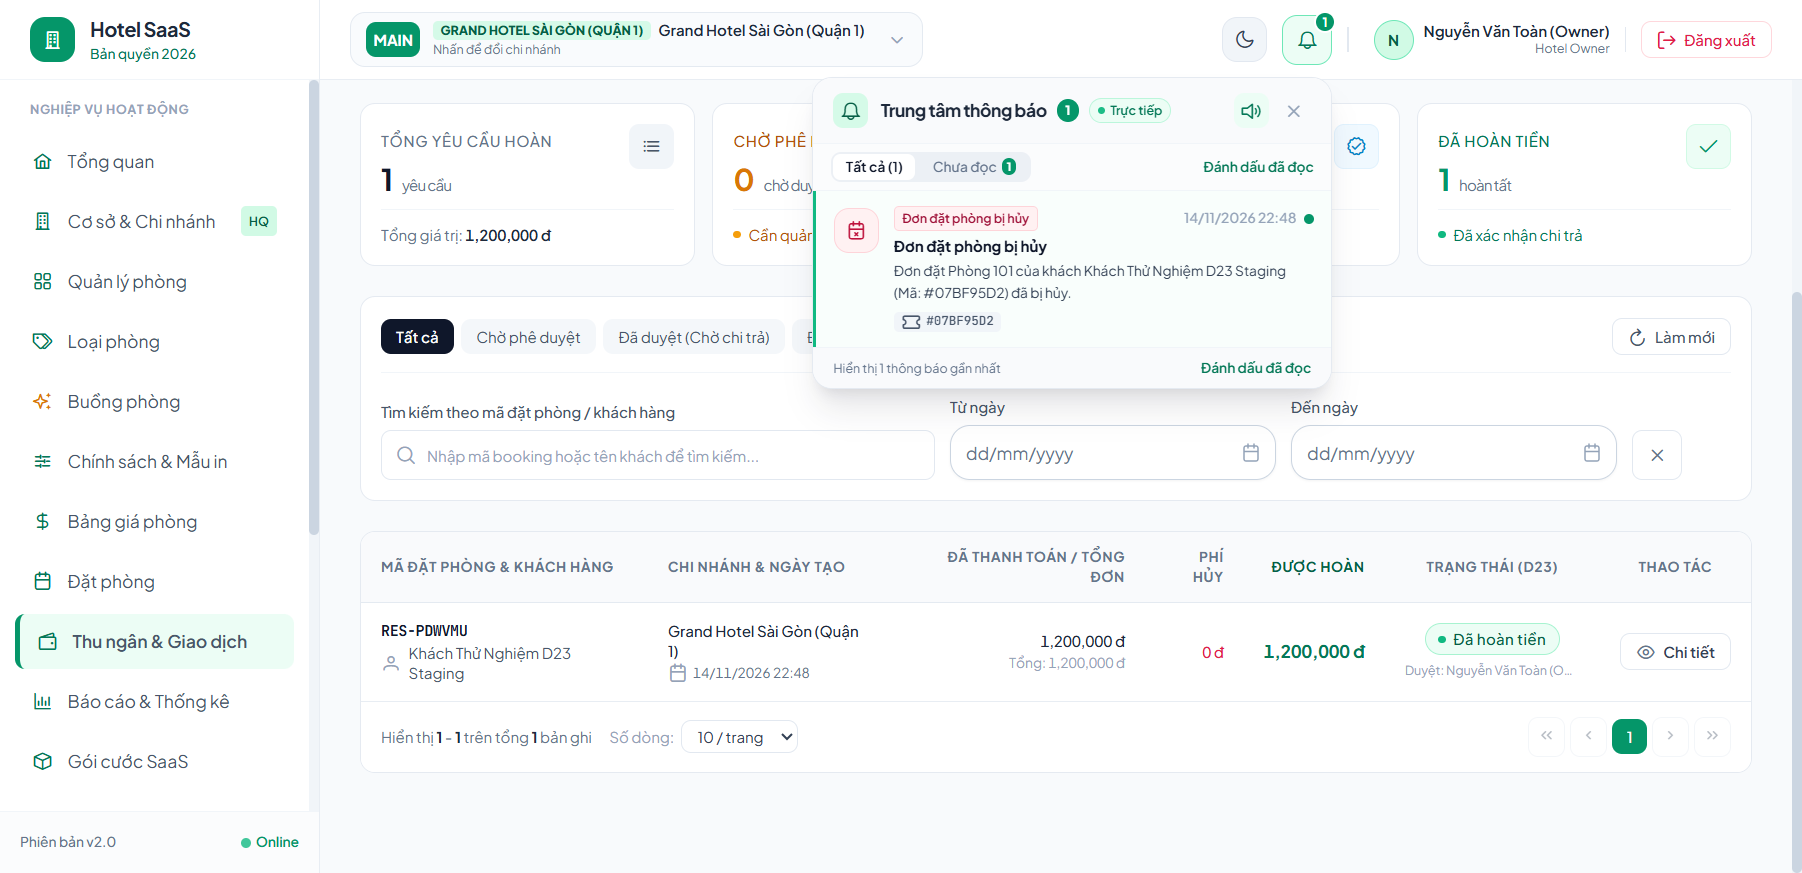 Hotel SaaS
Bản quyền 2026
MAIN
GRAND HOTEL SÀI GÒN (QUẬN 1) Grand Hotel Sài Gòn (Quận 1)
Nhấn để đổi chi nhánh
1
N
Nguyễn Văn Toàn (Owner)
Hotel Owner
Đăng xuất
NGHIỆP VỤ HOẠT ĐỘNG
Tổng quan
Cơ sở & Chi nhánh HQ
Quản lý phòng
Loại phòng
Buồng phòng
Chính sách & Mẫu in
Bảng giá phòng
Đặt phòng
Thu ngân & Giao dịch
Báo cáo & Thống kê
Gói cước SaaS
Phiên bản v2.0
Online
TỔNG YÊU CẦU HOÀN
1 yêu cầu
Tổng giá trị: 1,200,000 đ
CHỜ PHÊ
0 chờ duy
Cần quản
ĐÃ HOÀN TIỀN
1 hoàn tất
Đã xác nhận chi trả
Trung tâm thông báo 1 Trực tiếp
Tất cả (1) Chưa đọc 1 Đánh dấu đã đọc
Đơn đặt phòng bị hủy 14/11/2026 22:48
Đơn đặt phòng bị hủy
Đơn đặt Phòng 101 của khách Khách Thử Nghiệm D23 Staging
(Mã: #07BF95D2) đã bị hủy.
#07BF95D2
Hiển thị 1 thông báo gần nhất Đánh dấu đã đọc
Tất cả Chờ phê duyệt Đã duyệt (Chờ chi trả)
Làm mới
Tìm kiếm theo mã đặt phòng / khách hàng
Nhập mã booking hoặc tên khách để tìm kiếm...
Từ ngày
dd/mm/yyyy
Đến ngày
dd/mm/yyyy
MÃ ĐẶT PHÒNG & KHÁCH HÀNG
CHI NHÁNH & NGÀY TẠO
ĐÃ THANH TOÁN / TỔNG
ĐƠN
PHÍ
HỦY
ĐƯỢC HOÀN
TRẠNG THÁI (D23)
THAO TÁC
RES-PDWVMU
Khách Thử Nghiệm D23
Staging
Grand Hotel Sài Gòn (Quận
1)
14/11/2026 22:48
1,200,000 đ
Tổng: 1,200,000 đ
0 đ
1,200,000 đ
Đã hoàn tiền
Duyệt: Nguyễn Văn Toàn (O...
Chi tiết
Hiển thị 1 - 1 trên tổng 1 bản ghi Số dòng: 10 / trang
1